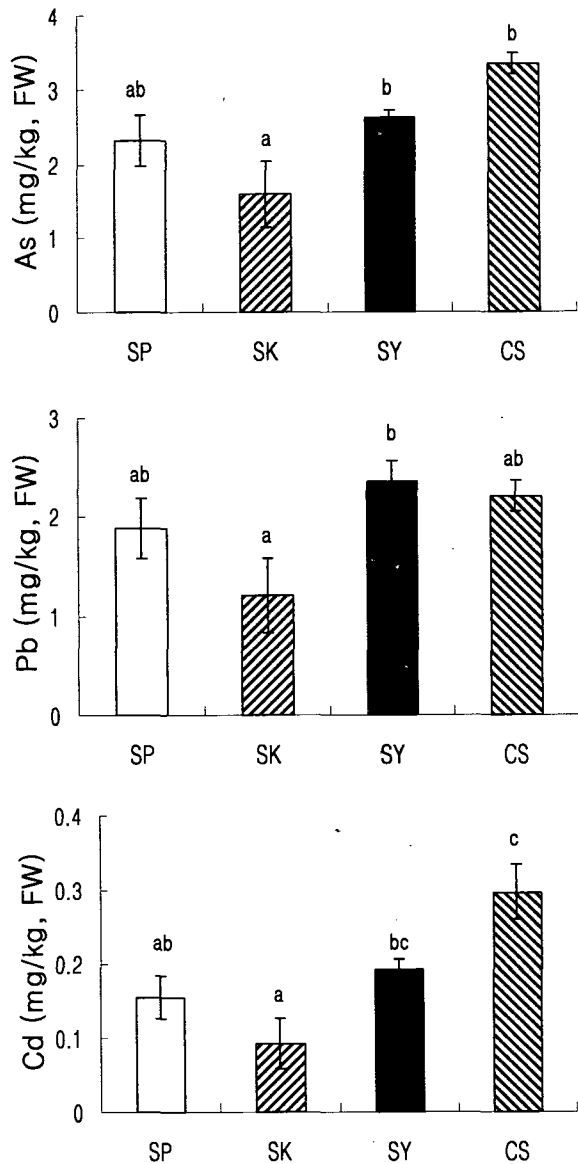 As (mg/kg, FW)
4
3
2
1
0
ab
a
b
b
SP SK SY CS
Pb (mg/kg, FW)
3
2
1
0
ab
a
b
ab
SP SK SY CS
Cd (mg/kg, FW)
0.4
0.3
0.2
0.1
0
ab
a
bc
c
SP SK SY CS